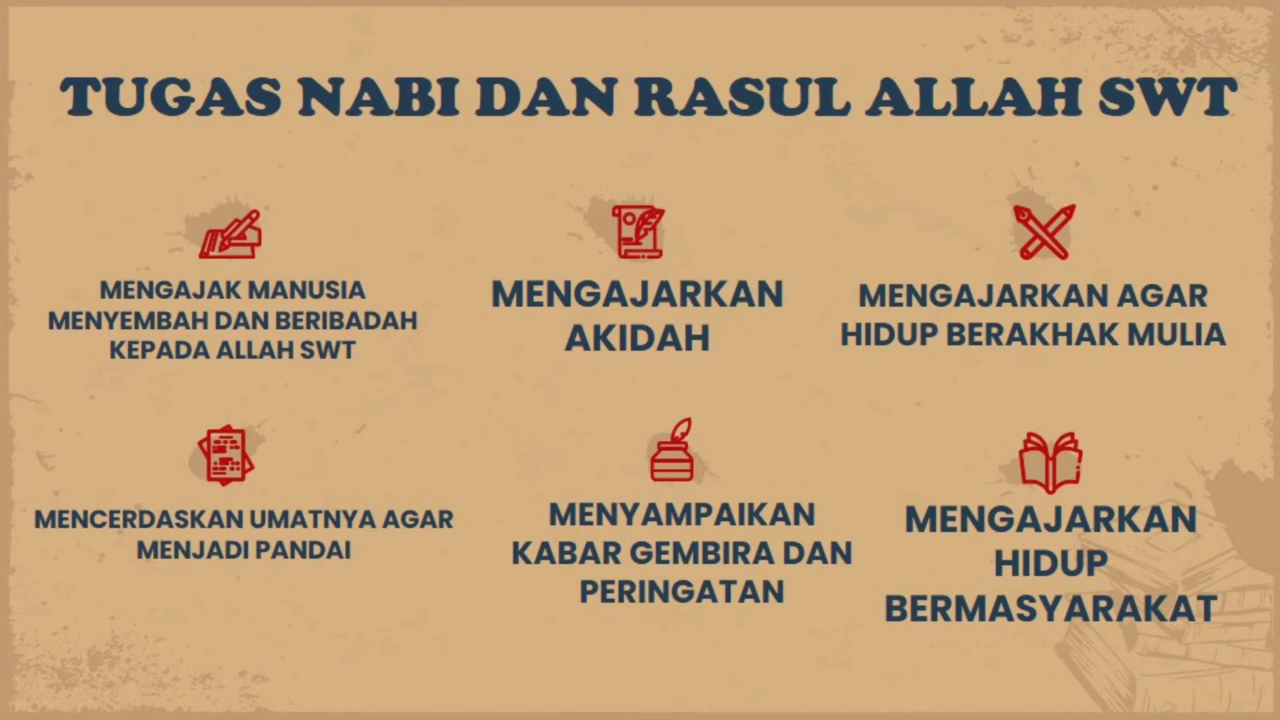 TUGAS NABI DAN RASUL ALLAH SWT
MENGAJAK MANUSIA
MENYEMBAH DAN BERIBADAH
KEPADA ALLAH SWT
MENGAJARKAN
AKIDAH
MENGAJARKAN AGAR
HIDUP BERAKHAK MULIA
MENCERDASKAN UMATNYA AGAR
MENJADI PANDAI
MENYAMPAIKAN
KABAR GEMBIRA DAN
PERINGATAN
MENGAJARKAN
HIDUP
BERMASYARAKAT